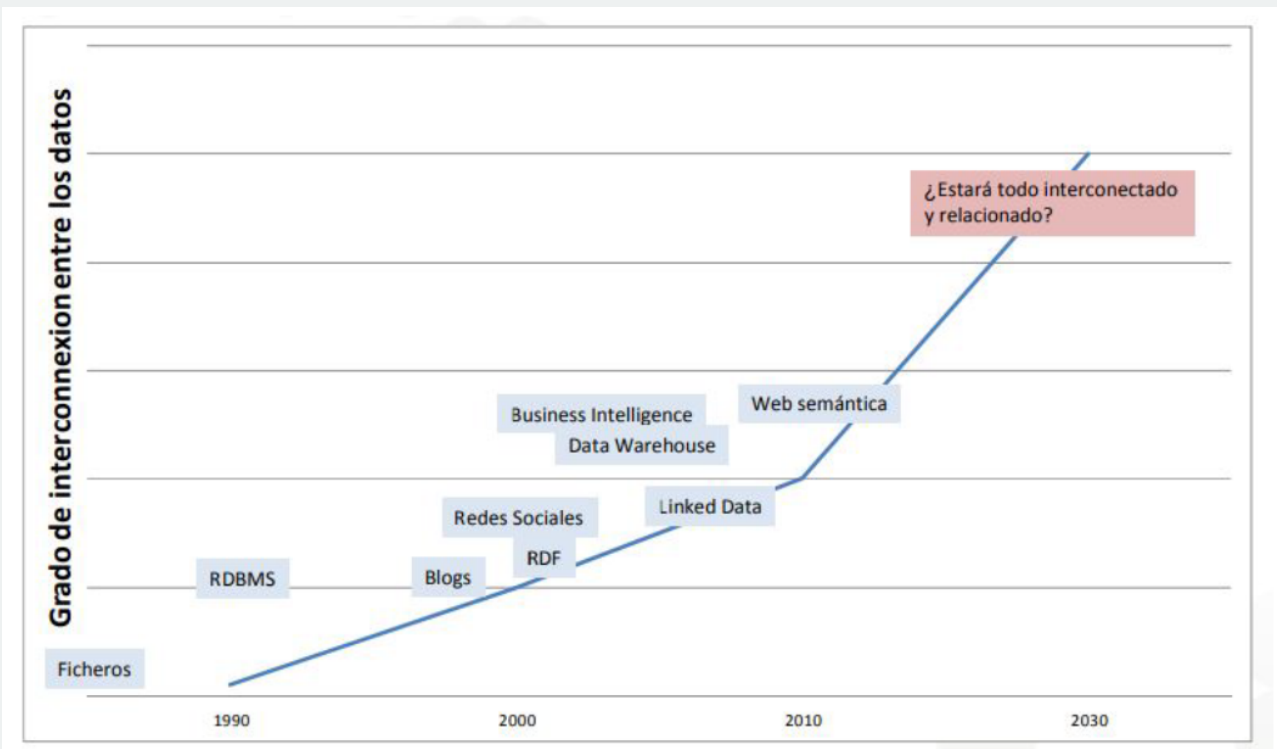 Grado de interconnexion entre los datos
¿Estará todo interconectado
y relacionado?
Web semántica
Business Intelligence
Data Warehouse
Linked Data
Redes Sociales
RDF
RDBMS
Blogs
Ficheros
1990
2000
2010
2030